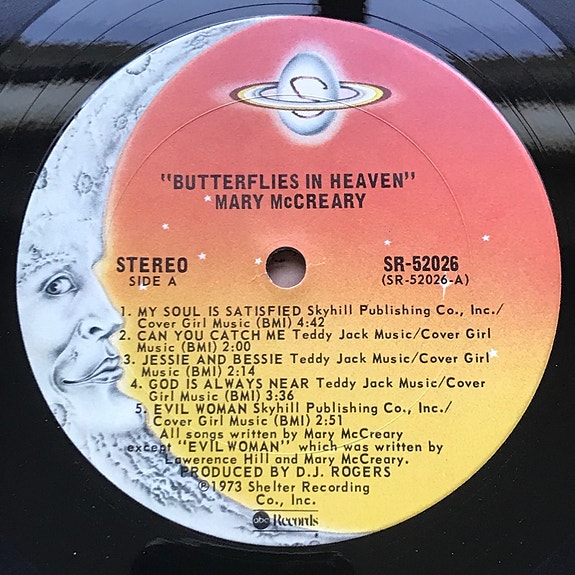 "BUTTERFLIES IN HEAVEN"
MARY McCREARY
STEREO
SIDE A
SR-52026
(SR-52026-A)
1. MY SOUL IS SATISFIED Skyhill Publishing Co., Inc./
Cover Girl Music (BMI) 4:42
2. CAN YOU CATCH ME Teddy Jack Music/Cover Girl
Music (BMI) 2:00
3. JESSIE AND BESSIE Teddy Jack Music/Cover Girl
Music (BMI) 2:14
4. GOD IS ALWAYS NEAR Teddy Jack Music/Cover
Girl Music (BMI) 3:36
5. EVIL WOMAN Skyhill Publishing Co., Inc./
Cover Girl Music (BMI) 2:51
All songs written by Mary McCreary
except "EVIL WOMAN" which was written by
Lawerence Hill and Mary McCreary.
PRODUCED BY D.J. ROGERS
℗1973 Shelter Recording
Co., Inc.
abc Records